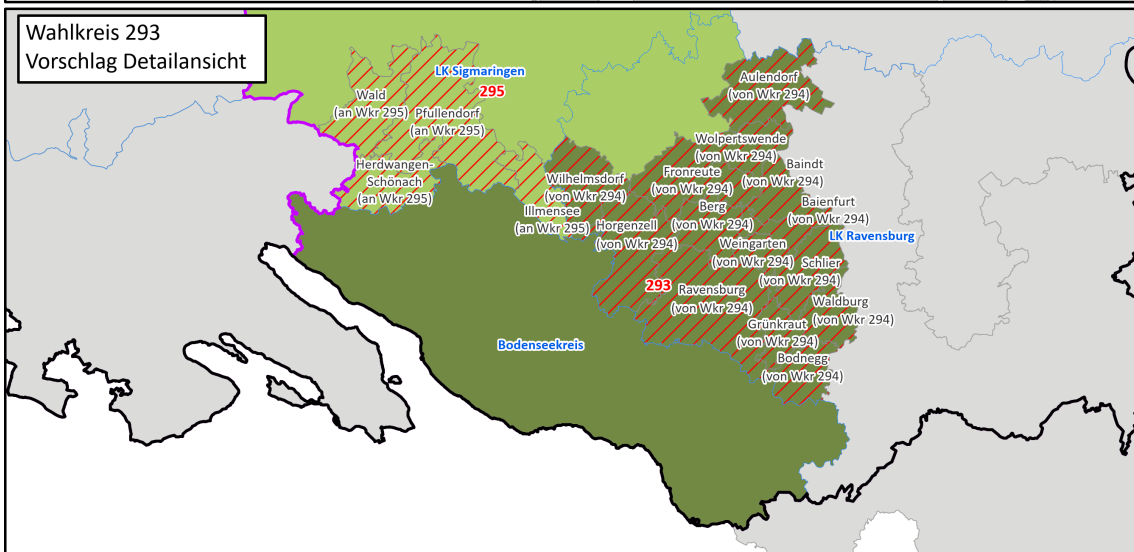 Wahlkreis 293
Vorschlag Detailansicht
LK Sigmaringen
295
Wald
(an Wkr 295)
Pfullendorf
(an Wkr 295)
Herdwangen-
Schönach
(an Wkr 295)
Illmensee
(an Wkr 295)
Aulendorf
(von Wkr 294)
Wolpertswende
(von Wkr 294)
Baindt
(von Wkr 294)
Wilhelmsdorf
(von Wkr 294)
Fronreute
(von Wkr 294)
Baienfurt
(von Wkr 294)
Berg
(von Wkr 294)
Horgenzell
(von Wkr 294)
LK Ravensburg
Weingarten
(von Wkr 294)
Schlier
(von Wkr 294)
293
Ravensburg
(von Wkr 294)
Waldburg
(von Wkr 294)
Grünkraut
(von Wkr 294)
Bodnegg
(von Wkr 294)
Bodenseekreis